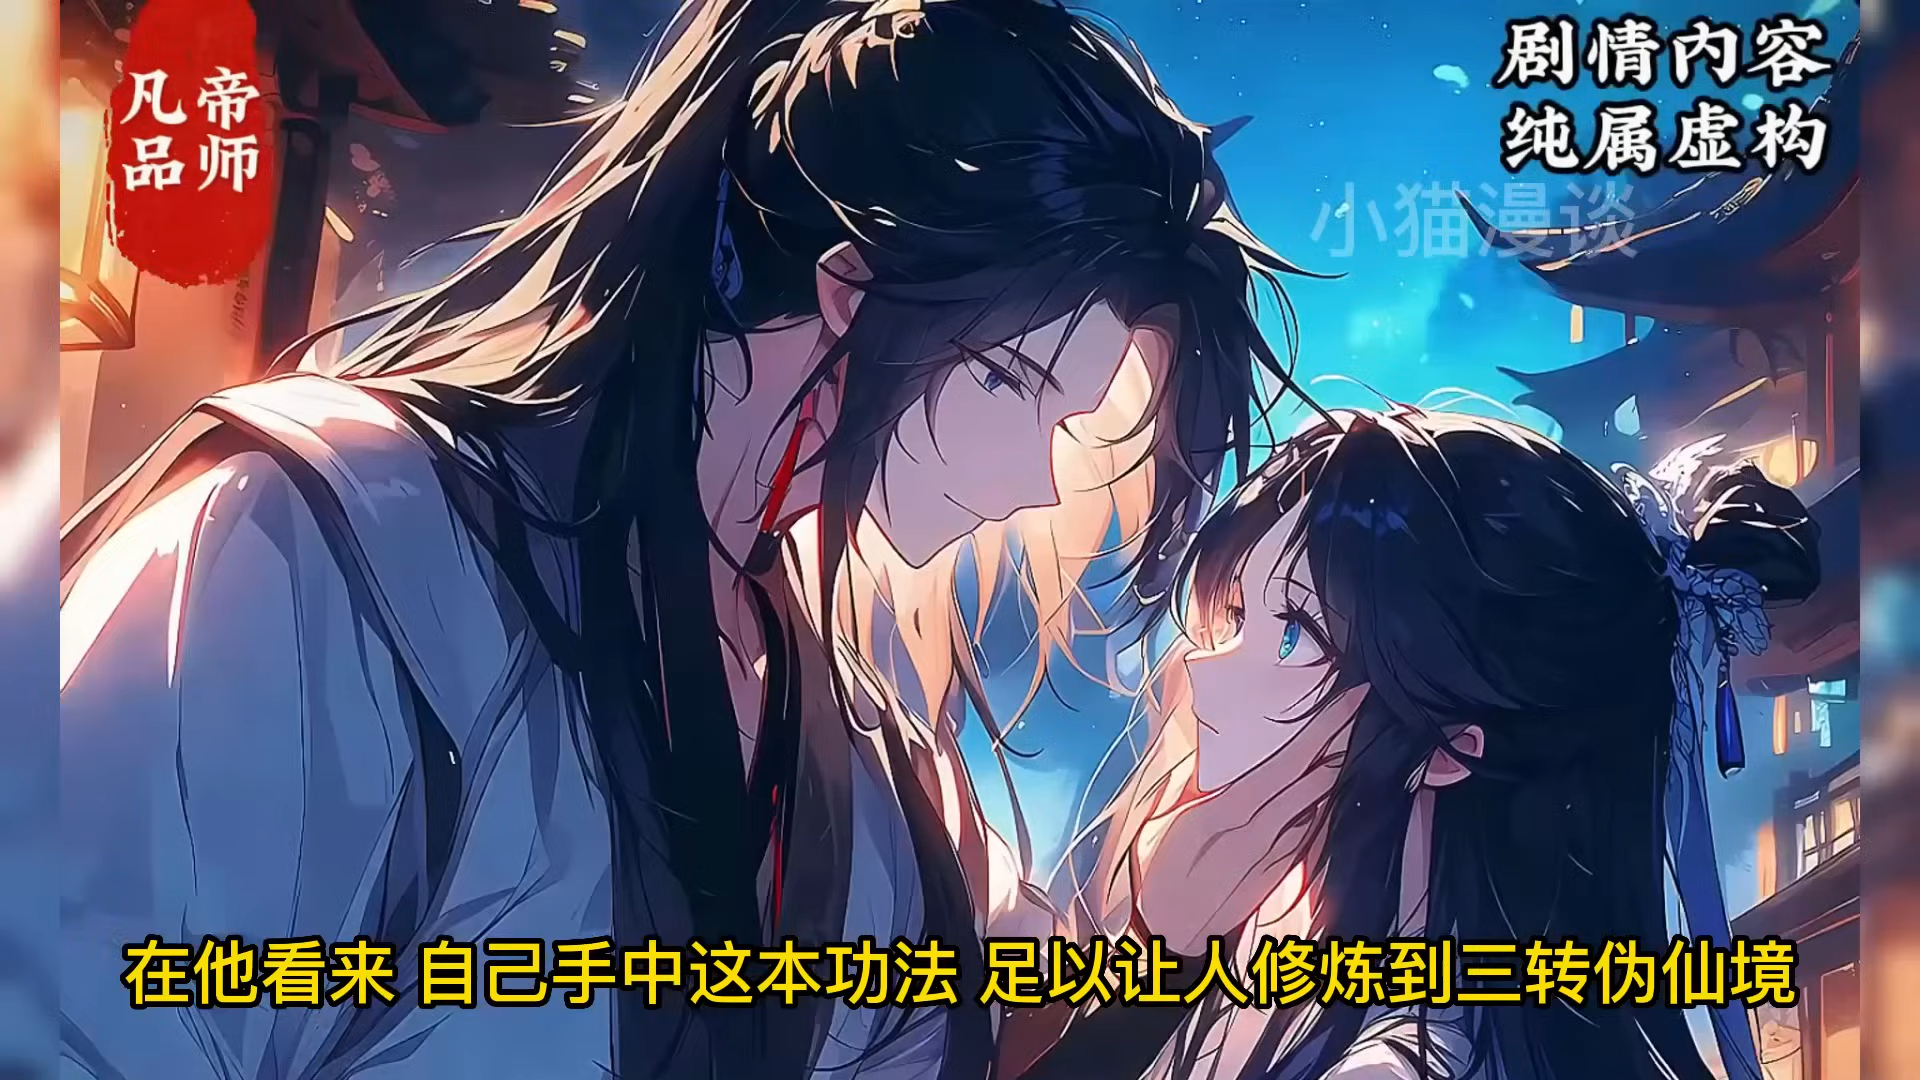 帝师
凡品
剧情内容
纯属虚构
小猫漫谈
在他看来 自己手中这本功法 足以让人修炼到三转伪仙境